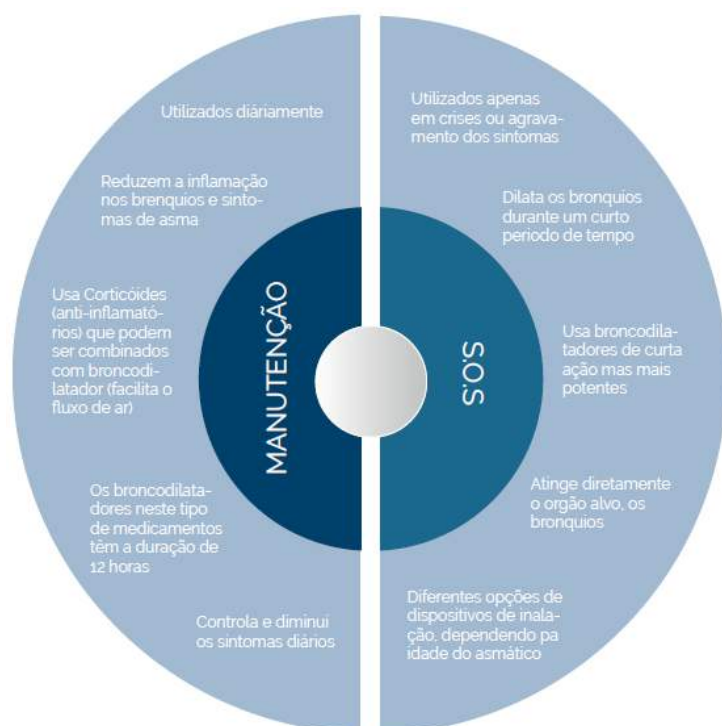 Utilizados diáriamente
Reduzem a inflamação
nos brenquios e sinto-
mas de asma
Usa Corticóides
(anti-inflamató-
rios) que podem
ser combinados
com broncodi-
latador (facilita o
fluxo de ar)
Os broncodilata-
dores neste tipo
de medicamentos
têm a duração de
12 horas
Controla e diminui
os sintomas diários
MANUTENÇÃO
S.O.S
Utilizados apenas
em crises ou agrava-
mento dos sintomas
Dilata os bronquios
durante um curto
periodo de tempo
Usa broncodila-
tadores de curta
ação mas mais
potentes
Atinge diretamente
o orgão alvo, os
bronquios
Diferentes opções de
dispositivos de inala-
ção, dependendo pa
idade do asmático